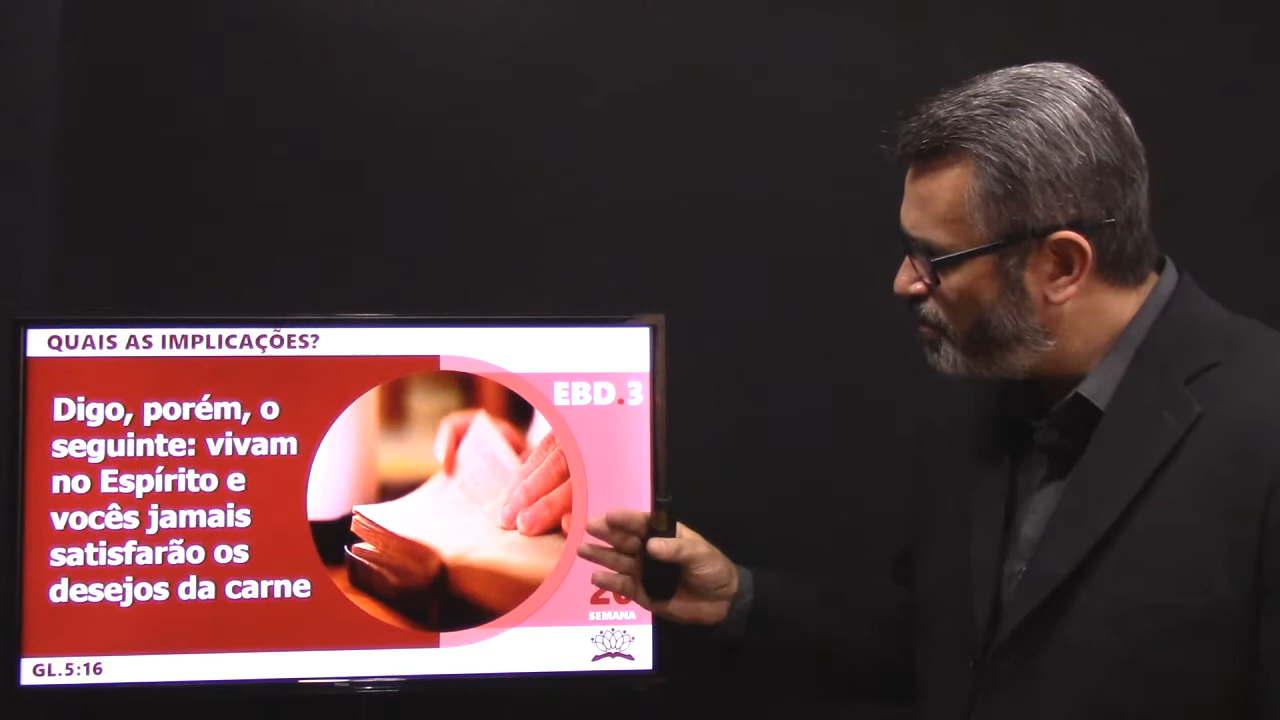 QUAIS AS IMPLICAÇÕES?
EBD.3
Digo, porém, o
seguinte: vivam
no Espírito e
vocês jamais
satisfarão os
desejos da carne
SEMANA
GL.5:16